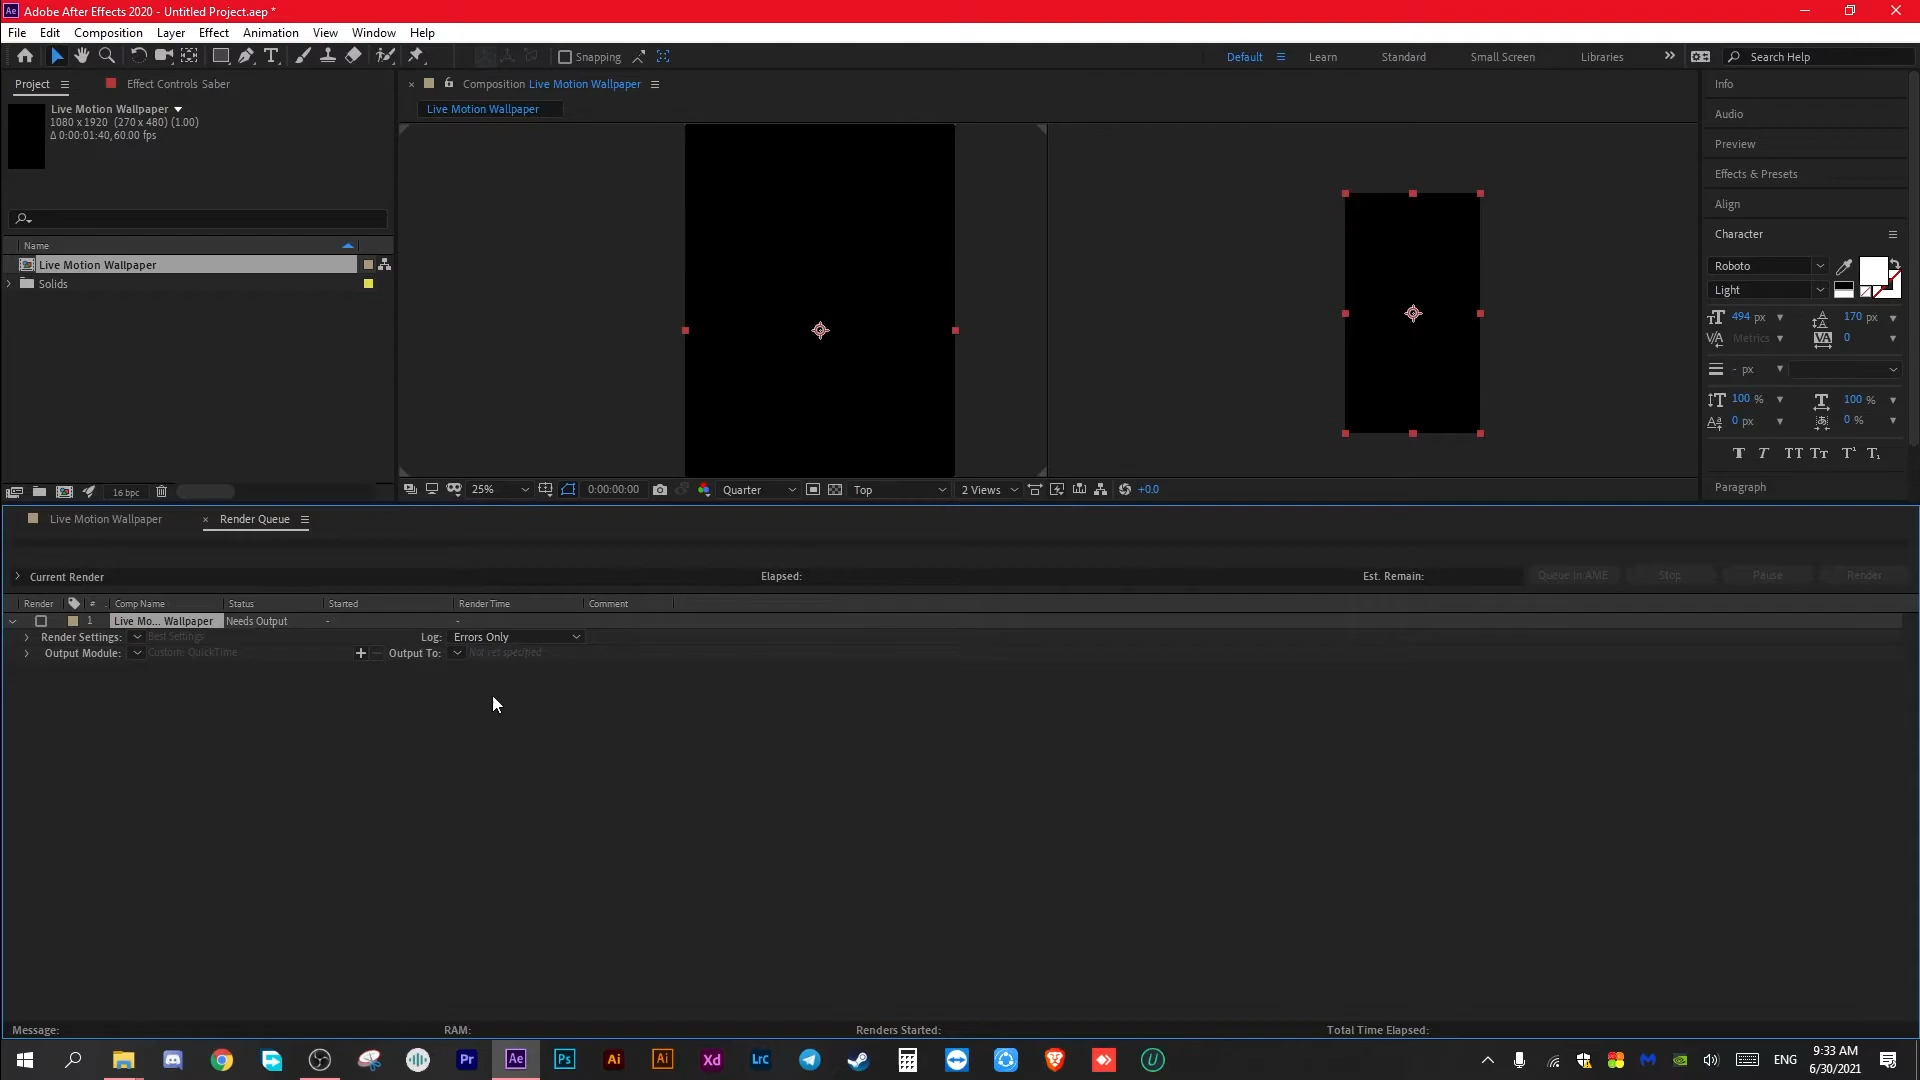 Ae Adobe After Effects 2020 - Untitled Project.aep *
File Edit Composition Layer Effect Animation View Window Help
Snapping
Default Learn Standard Small Screen Libraries
Search Help
Project Effect Controls Saber
Live Motion Wallpaper
1080 x 1920 (270 x 480) (1.00)
Δ 0:00:01:40, 60.00 fps
Name
Live Motion Wallpaper
Solids
16 bpc
Composition Live Motion Wallpaper
Live Motion Wallpaper
25% 0:00:00:00 Quarter Top 2 Views +0.0
Info
Audio
Preview
Effects & Presets
Align
Character
Roboto
Light
494 px 170 px
Metrics 0
- px
100 % 100 %
0 px 0 %
Paragraph
Live Motion Wallpaper Render Queue
Current Render Elapsed: Est. Remain: Queue in AME Stop Pause Render
Render # Comp Name Status Started Render Time Comment
1 Live Mo... Wallpaper Needs Output - -
Render Settings: Best Settings Log: Errors Only
Output Module: Custom: QuickTime Output To: Not yet specified
Message: RAM: Renders Started: Total Time Elapsed:
Pr Ae Ps Ai Ai Xd Lrc
ENG
9:33 AM
6/30/2021